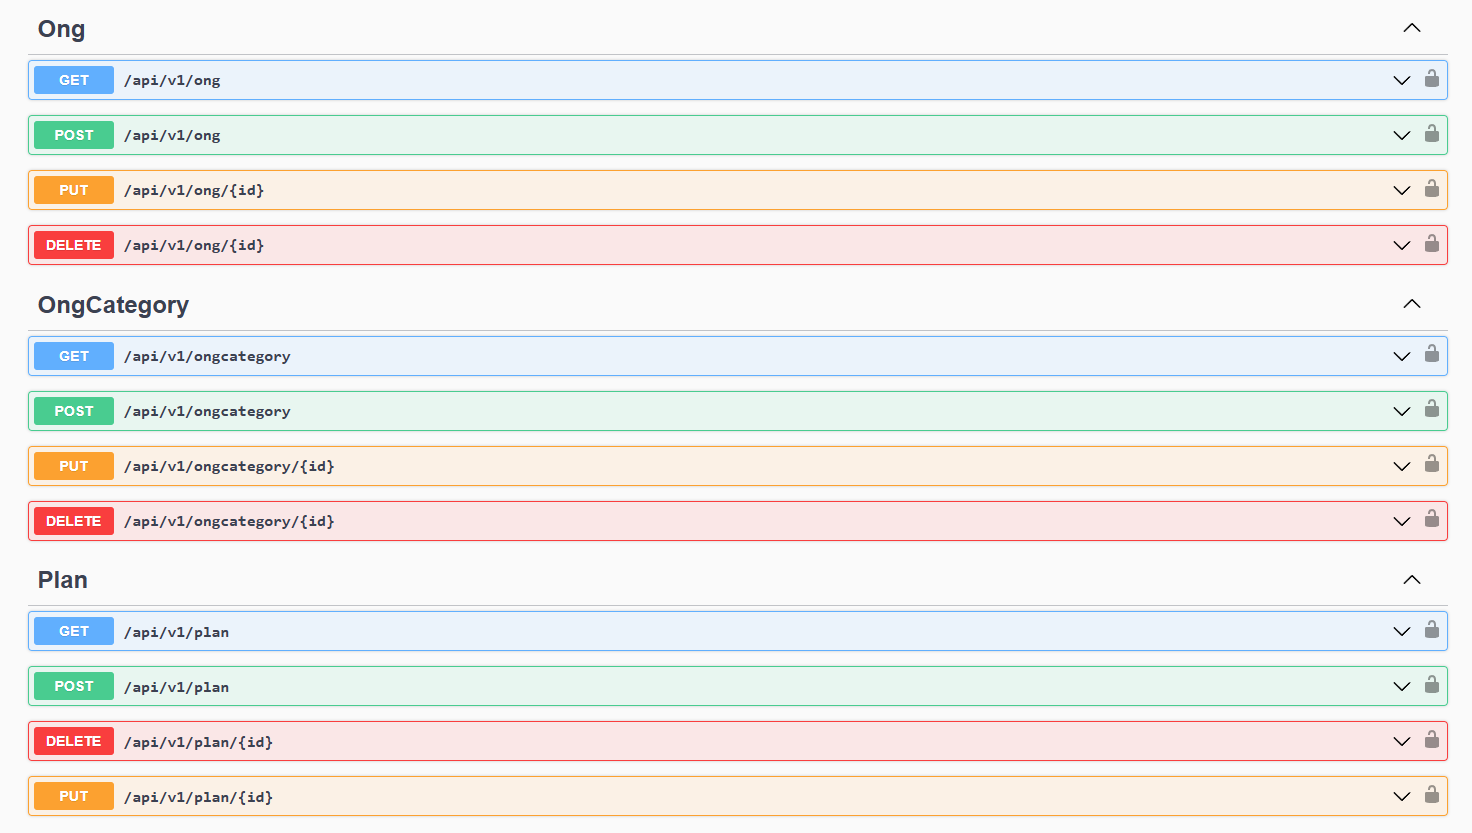 Ong
GET /api/v1/ong
POST /api/v1/ong
PUT /api/v1/ong/{id}
DELETE /api/v1/ong/{id}
OngCategory
GET /api/v1/ongcategory
POST /api/v1/ongcategory
PUT /api/v1/ongcategory/{id}
DELETE /api/v1/ongcategory/{id}
Plan
GET /api/v1/plan
POST /api/v1/plan
DELETE /api/v1/plan/{id}
PUT /api/v1/plan/{id}